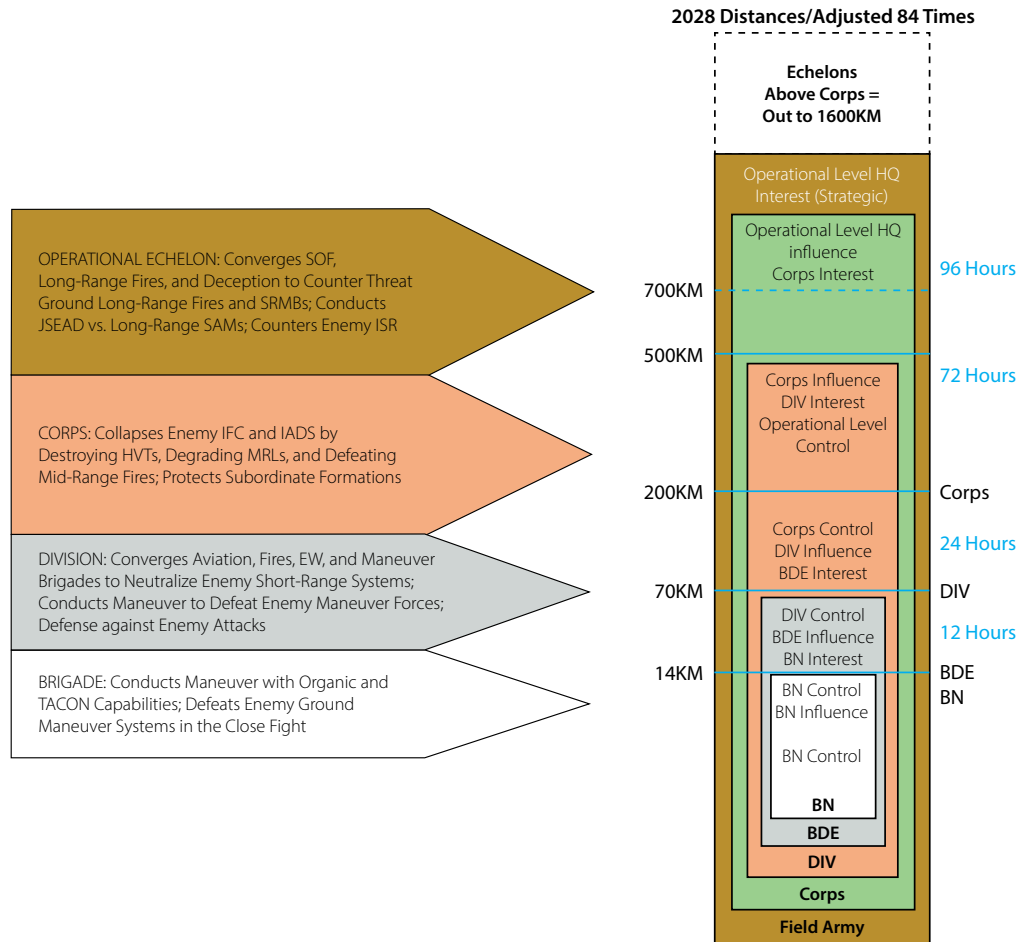 2028 Distances/Adjusted 84 Times
Echelons
Above Corps =
Out to 1600KM
OPERATIONAL ECHELON: Converges SOF,
Long-Range Fires, and Deception to Counter Threat
Ground Long-Range Fires and SRMBs; Conducts
JSEAD vs. Long-Range SAMs; Counters Enemy ISR
CORPS: Collapses Enemy IFC and IADS by
Destroying HVTs, Degrading MRLs, and Defeating
Mid-Range Fires; Protects Subordinate Formations
DIVISION: Converges Aviation, Fires, EW, and Maneuver
Brigades to Neutralize Enemy Short-Range Systems;
Conducts Maneuver to Defeat Enemy Maneuver Forces;
Defense against Enemy Attacks
BRIGADE: Conducts Maneuver with Organic and
TACON Capabilities; Defeats Enemy Ground
Maneuver Systems in the Close Fight
Operational Level HQ
Interest (Strategic)
Operational Level HQ
influence
Corps Interest
96 Hours
700KM
500KM
72 Hours
Corps Influence
DIV Interest
Operational Level
Control
200KM
Corps
Corps Control
DIV Influence
BDE Interest
24 Hours
70KM
DIV
DIV Control
BDE Influence
BN Interest
12 Hours
14KM
BDE
BN
BN Control
BN Influence
BN Control
BN
BDE
DIV
Corps
Field Army